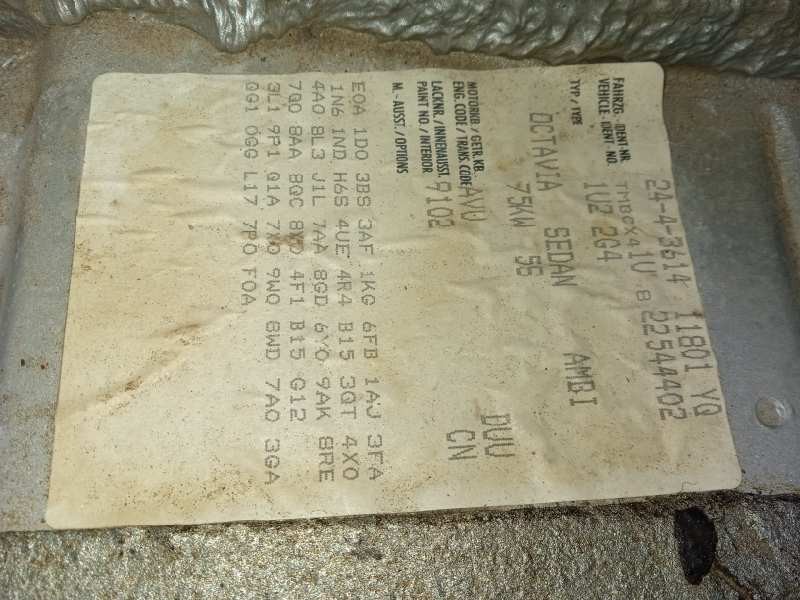 24-4-3614 11801 YQ
FAHRZG.-IDENT-NR.
VEHICLE-IDENT. NO. TMBPX41U 8 22544402
TYP/TYPE 1U2 2G4
OCTAVIA SEDAN AMBI
75KW 5G
MOTORKB./GETR.KB.
ENG. CODE/TRANS. CODE AVU DUU
LACKNR./INNENAUSST.
PAINT NO./INTERIOR 9102 CN
M.-AUSST./OPTIONS
E0A 1D0 3BS 3AF 1KG 6FB 1AJ 3FA
1N6 1ND H6S 4UE 4R4 B15 3QT 4X0
4A0 8L3 J1L 7AA 8GD 6Y0 9AK 8RE
7Q0 8AA 8QC 8YD 4F1 B15 G12
3L1 9P1 Q1A 7X0 9W0 8WD 7A0 3GA
0G1 0GG L17 7P0 F0A